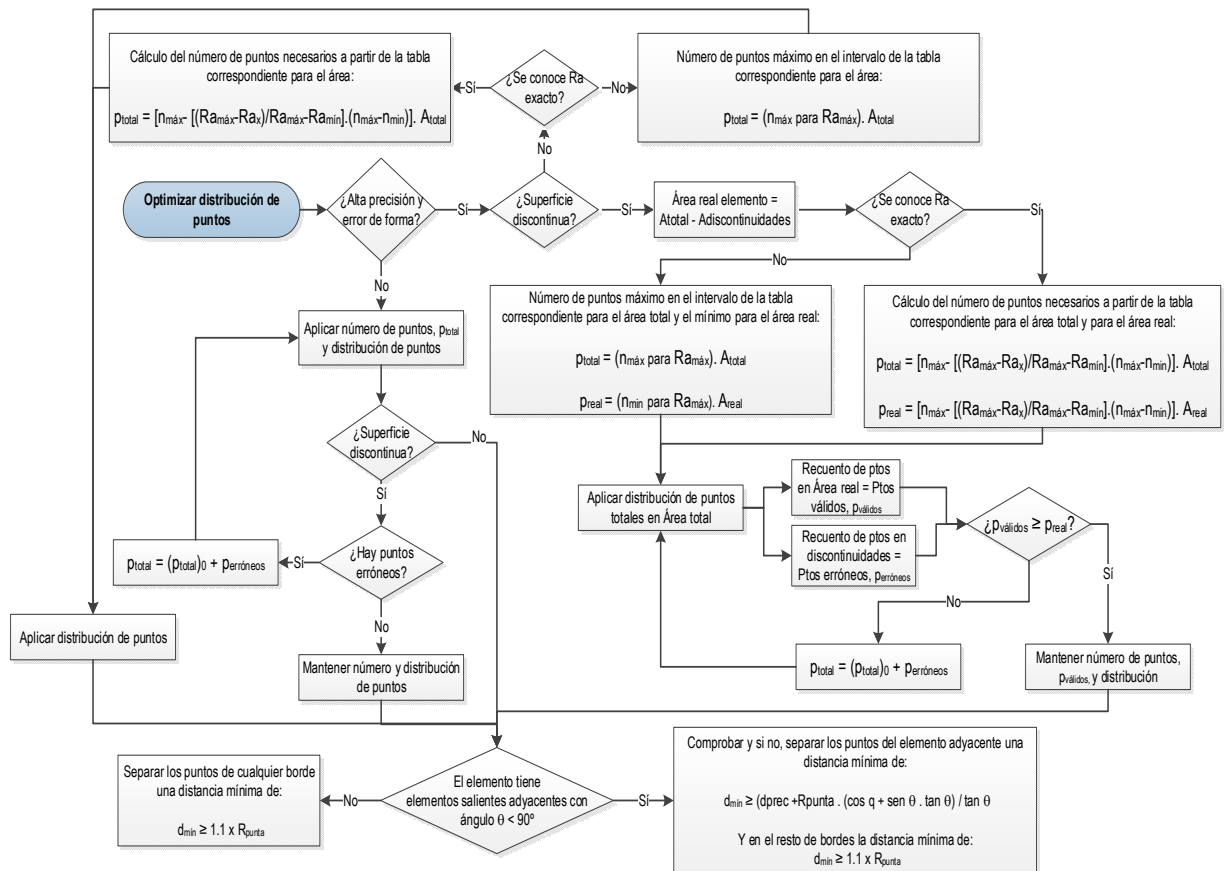 Cálculo del número de puntos necesarios a partir de la tabla
correspondiente para el área:
ptotal = [nmáx- [(Ramáx-Rax)/Ramáx-Ramín].(nmáx-nmin)]. Atotal
Sí
¿Se conoce Ra
exacto?
No
Número de puntos máximo en el intervalo de la tabla
correspondiente para el área:
ptotal = (nmáx para Ramáx). Atotal
No
Optimizar distribución de
puntos
¿Alta precisión y
error de forma?
Sí
¿Superficie
discontinua?
Sí
Área real elemento =
Atotal - Adiscontinuidades
¿Se conoce Ra
exacto?
Sí
No
No
Número de puntos máximo en el intervalo de la tabla
correspondiente para el área total y el mínimo para el área real:
ptotal = (nmáx para Ramáx). Atotal
preal = (nmin para Ramáx). Areal
Cálculo del número de puntos necesarios a partir de la tabla
correspondiente para el área total y para el área real:
ptotal = [nmáx- [(Ramáx-Rax)/Ramáx-Ramín].(nmáx-nmin)]. Atotal
preal = [nmáx- [(Ramáx-Rax)/Ramáx-Ramín].(nmáx-nmin)]. Areal
Aplicar número de puntos, ptotal
y distribución de puntos
¿Superficie
discontinua?
No
Sí
¿Hay puntos
erróneos?
Sí
ptotal = (ptotal)0 + perróneos
No
Mantener número y distribución
de puntos
Aplicar distribución de puntos
Aplicar distribución de puntos
totales en Área total
Recuento de ptos
en Área real = Ptos
válidos, pválidos
Recuento de ptos en
discontinuidades =
Ptos erróneos, perróneos
¿pválidos ≥ preal?
Sí
No
ptotal = (ptotal)0 + perróneos
Mantener número de puntos,
pválidos, y distribución
Separar los puntos de cualquier borde
una distancia mínima de:
dmín ≥ 1.1 x Rpunta
No
El elemento tiene
elementos salientes adyacentes con
ángulo θ < 90º
Sí
Comprobar y si no, separar los puntos del elemento adyacente una
distancia mínima de:
dmín ≥ (dprec +Rpunta . (cos q + sen θ . tan θ) / tan θ
Y en el resto de bordes la distancia mínima de:
dmín ≥ 1.1 x Rpunta